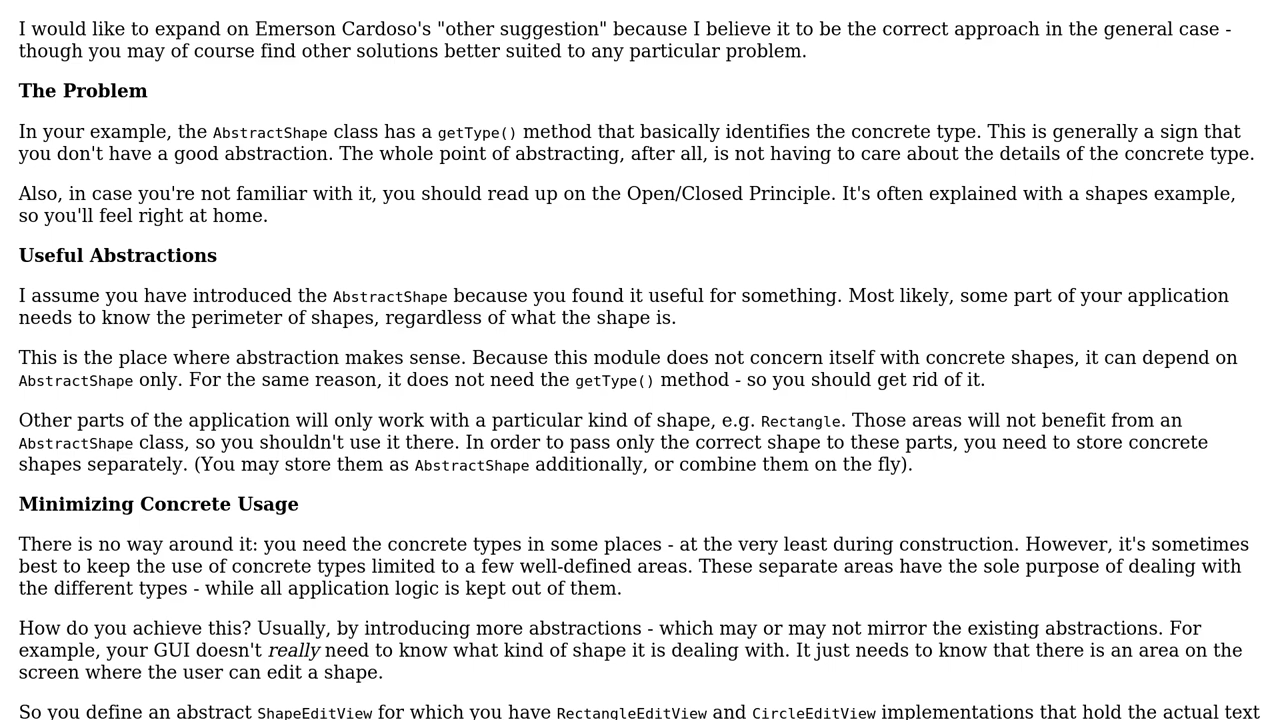 I would like to expand on Emerson Cardoso's "other suggestion" because I believe it to be the correct approach in the general case -
though you may of course find other solutions better suited to any particular problem.
The Problem
In your example, the AbstractShape class has a getType() method that basically identifies the concrete type. This is generally a sign that
you don't have a good abstraction. The whole point of abstracting, after all, is not having to care about the details of the concrete type.
Also, in case you're not familiar with it, you should read up on the Open/Closed Principle. It's often explained with a shapes example,
so you'll feel right at home.
Useful Abstractions
I assume you have introduced the AbstractShape because you found it useful for something. Most likely, some part of your application
needs to know the perimeter of shapes, regardless of what the shape is.
This is the place where abstraction makes sense. Because this module does not concern itself with concrete shapes, it can depend on
AbstractShape only. For the same reason, it does not need the getType() method - so you should get rid of it.
Other parts of the application will only work with a particular kind of shape, e.g. Rectangle. Those areas will not benefit from an
AbstractShape class, so you shouldn't use it there. In order to pass only the correct shape to these parts, you need to store concrete
shapes separately. (You may store them as AbstractShape additionally, or combine them on the fly).
Minimizing Concrete Usage
There is no way around it: you need the concrete types in some places - at the very least during construction. However, it's sometimes
best to keep the use of concrete types limited to a few well-defined areas. These separate areas have the sole purpose of dealing with
the different types - while all application logic is kept out of them.
How do you achieve this? Usually, by introducing more abstractions - which may or may not mirror the existing abstractions. For
example, your GUI doesn't really need to know what kind of shape it is dealing with. It just needs to know that there is an area on the
screen where the user can edit a shape.
So you define an abstract ShapeEditView for which you have RectangleEditView and CircleEditView implementations that hold the actual text